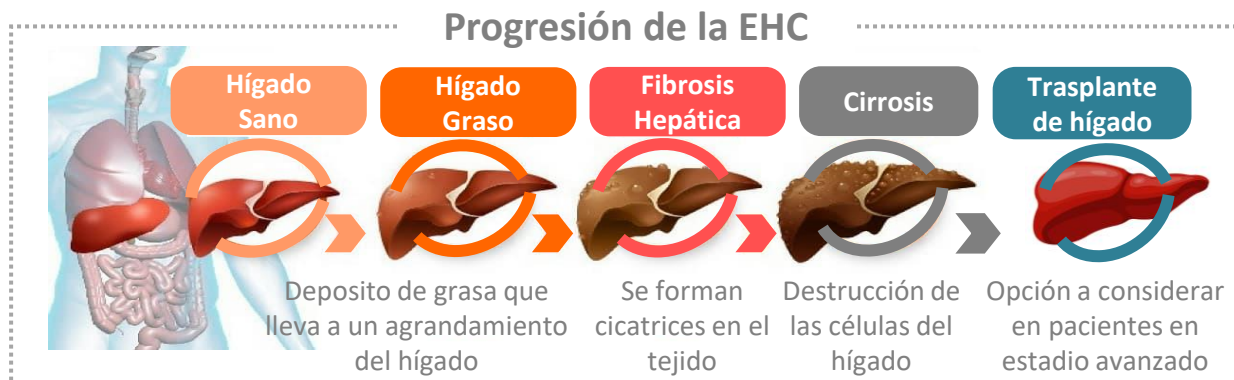 Progresión de la EHC
Hígado
Sano
Hígado
Graso
Fibrosis
Hepática
Cirrosis
Trasplante
de hígado
Deposito de grasa que
lleva a un agrandamiento
del hígado
Se forman
cicatrices en el
tejido
Destrucción de
las células del
hígado
Opción a considerar
en pacientes en
estadio avanzado